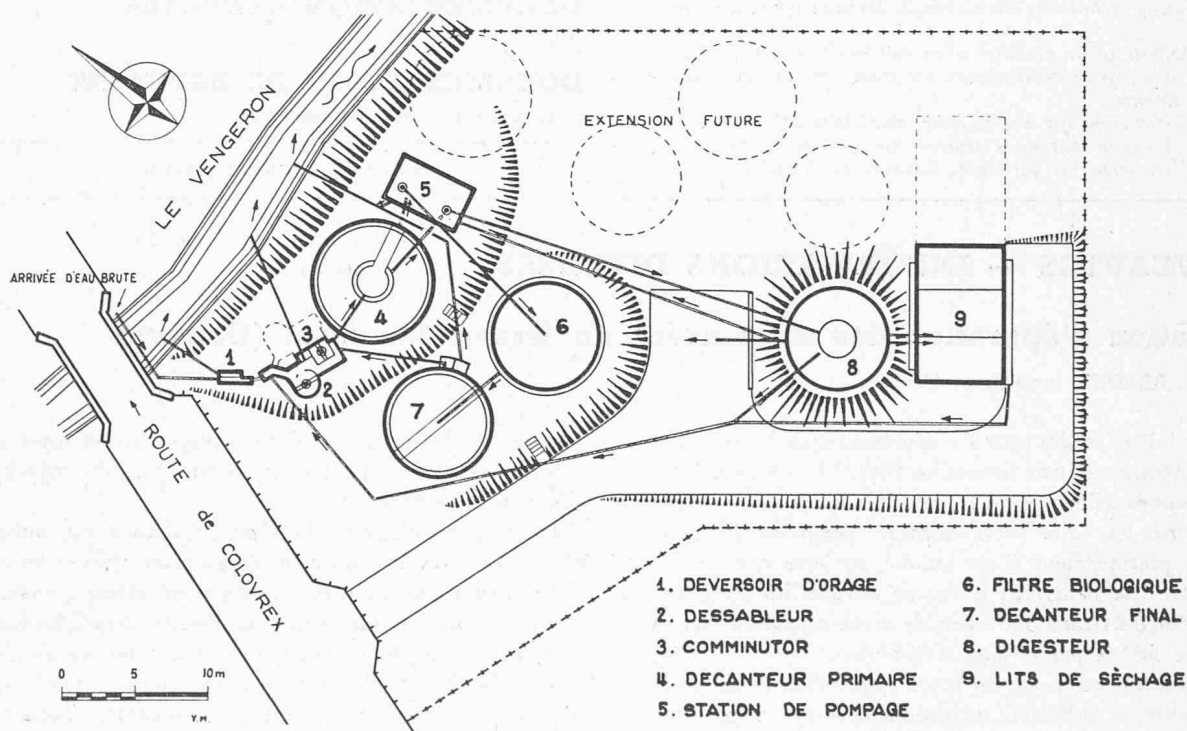 LE VENGERON
ARRIVÉE D'EAU BRUTE
EXTENSION FUTURE
1
2
3
4
5
6
7
8
9
ROUTE de COLOVREX
0 5 10 m
Y.M.
1. DEVERSOIR D'ORAGE
2. DESSABLEUR
3. COMMINUTOR
4. DECANTEUR PRIMAIRE
5. STATION DE POMPAGE
6. FILTRE BIOLOGIQUE
7. DECANTEUR FINAL
8. DIGESTEUR
9. LITS DE SÈCHAGE